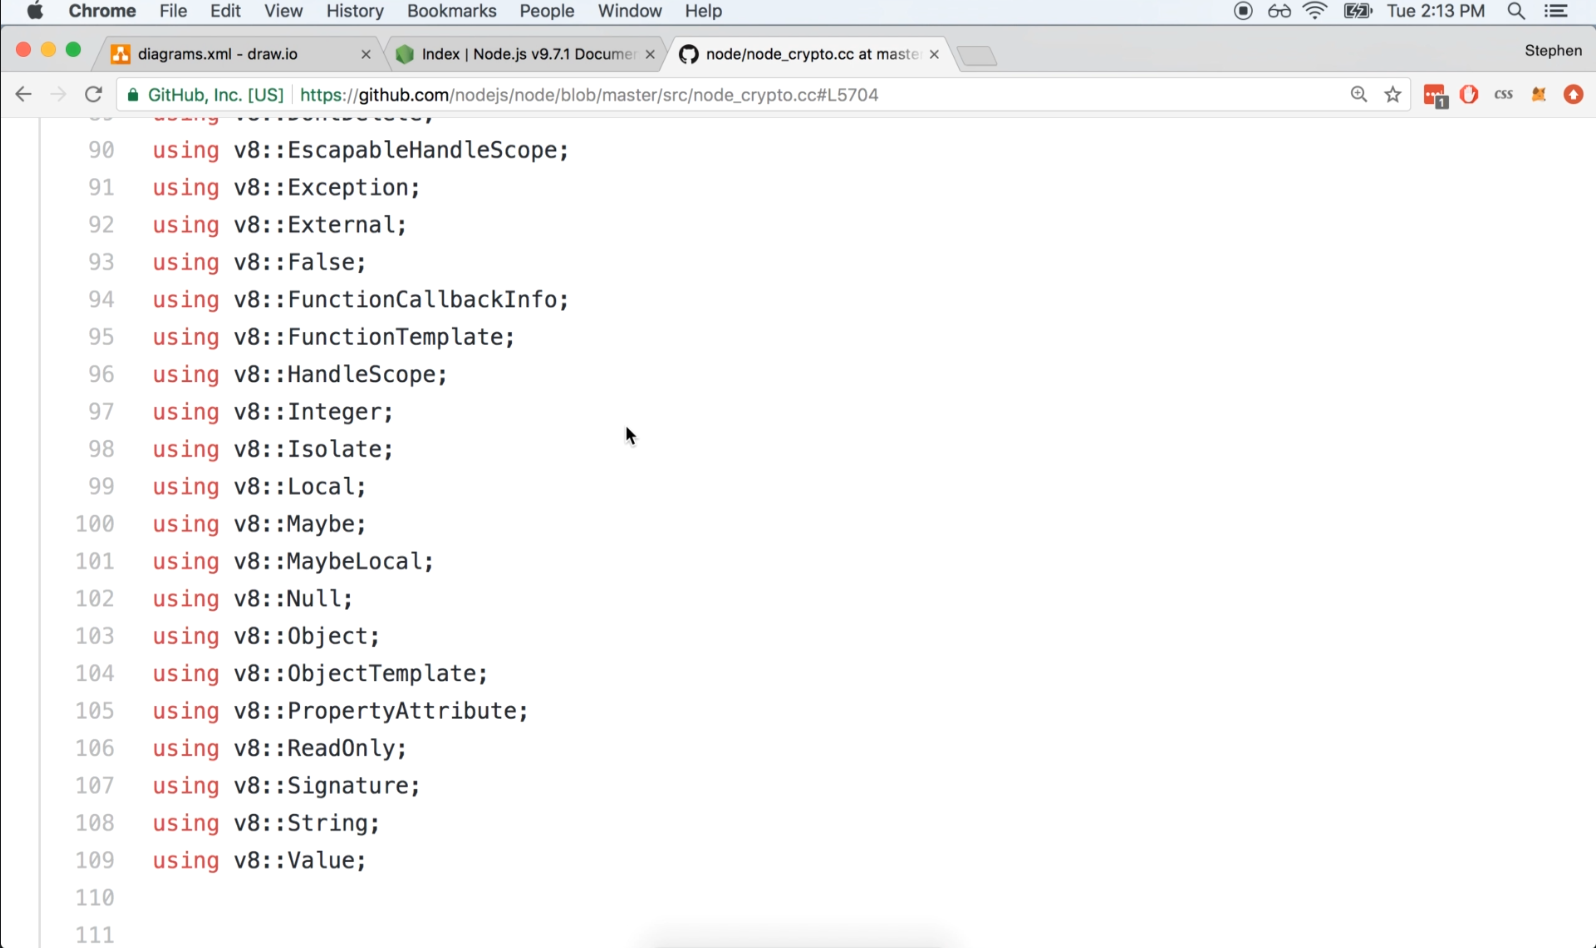 Chrome File Edit View History Bookmarks People Window Help Tue 2:13 PM
diagrams.xml - draw.io Index | Node.js v9.7.1 Documen node/node_crypto.cc at maste Stephen
GitHub, Inc. [US] https://github.com/nodejs/node/blob/master/src/node_crypto.cc#L5704 1 CSS
89 using v8::DontDelete;
90 using v8::EscapableHandleScope;
91 using v8::Exception;
92 using v8::External;
93 using v8::False;
94 using v8::FunctionCallbackInfo;
95 using v8::FunctionTemplate;
96 using v8::HandleScope;
97 using v8::Integer;
98 using v8::Isolate;
99 using v8::Local;
100 using v8::Maybe;
101 using v8::MaybeLocal;
102 using v8::Null;
103 using v8::Object;
104 using v8::ObjectTemplate;
105 using v8::PropertyAttribute;
106 using v8::ReadOnly;
107 using v8::Signature;
108 using v8::String;
109 using v8::Value;
110
111